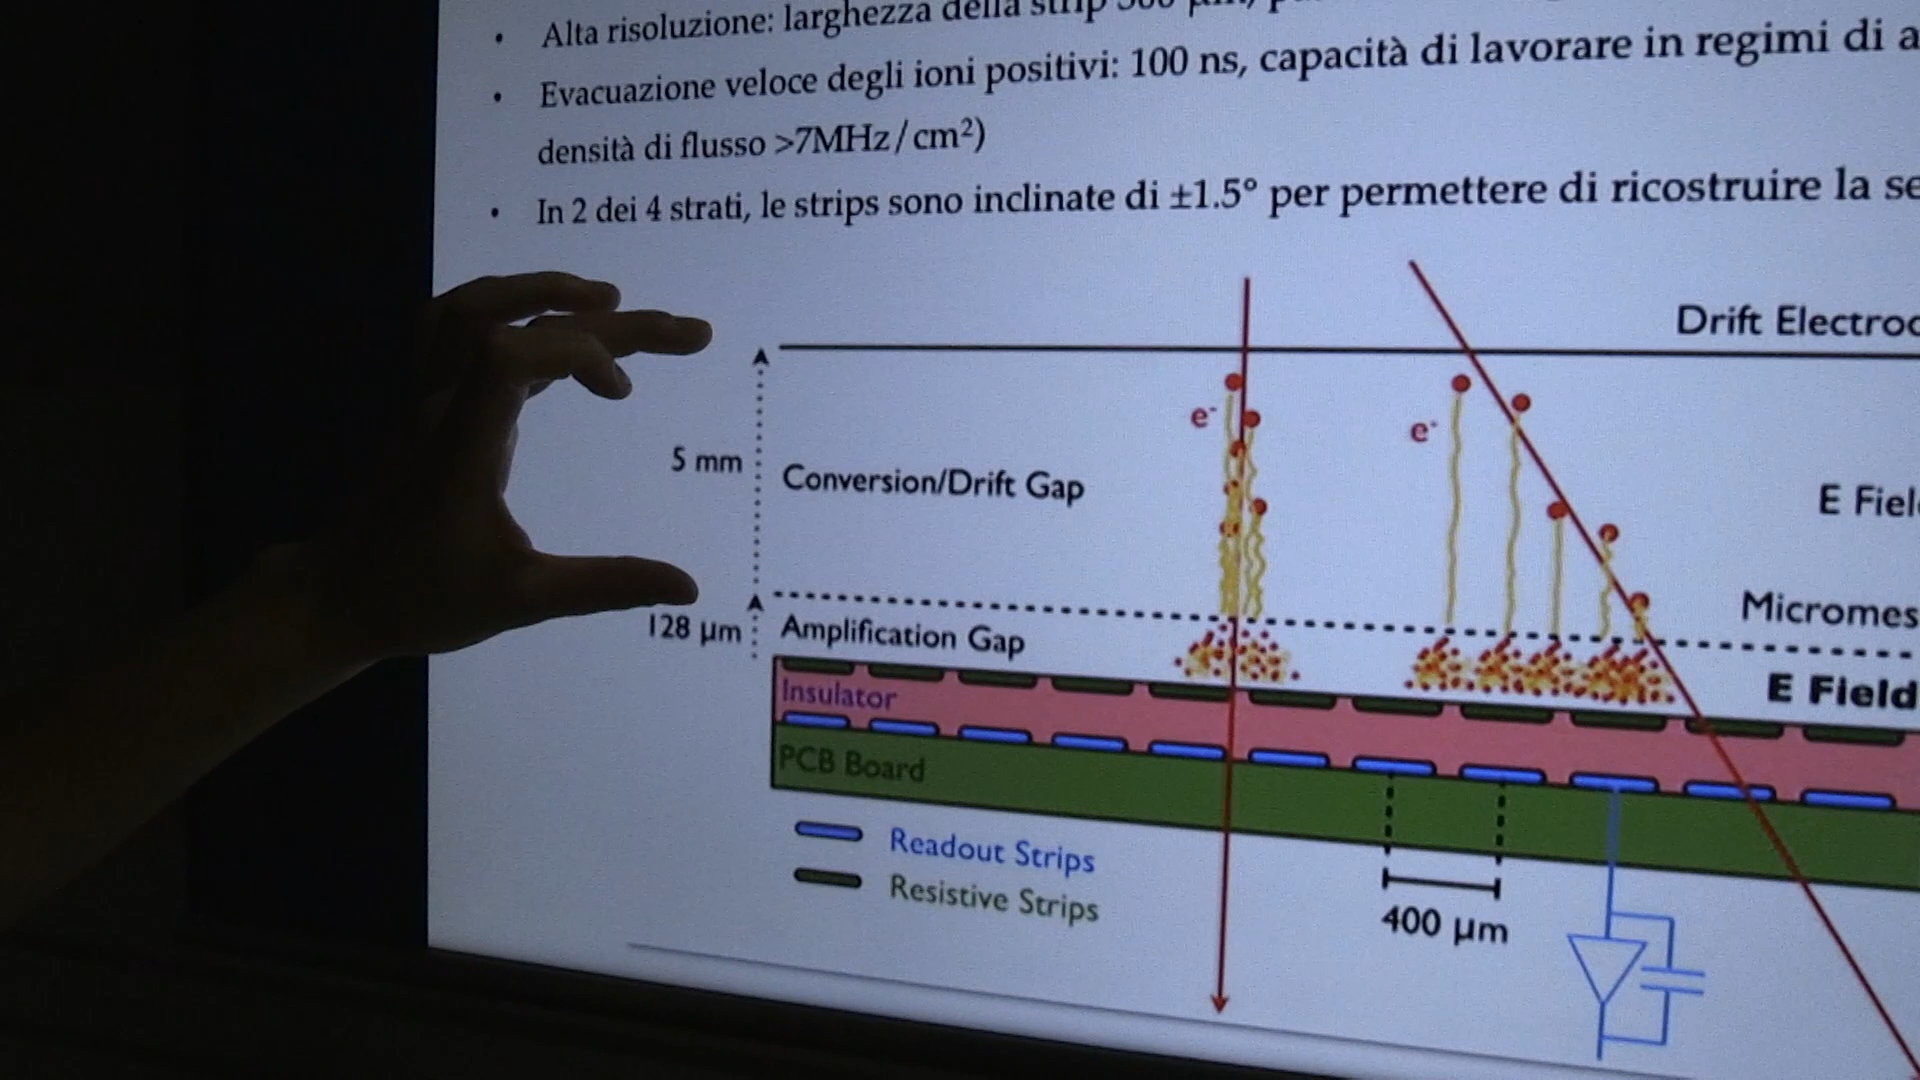 • Alta risoluzione: larghezza della strip
• Evacuazione veloce degli ioni positivi: 100 ns, capacità di lavorare in regimi di a
densità di flusso >7MHz/cm²)
• In 2 dei 4 strati, le strips sono inclinate di ±1.5° per permettere di ricostruire la se
Drift Electrod
e-
e-
5 mm
Conversion/Drift Gap
E Fiel
Micromes
128 µm
Amplification Gap
E Field
Insulator
PCB Board
Readout Strips
Resistive Strips
400 µm